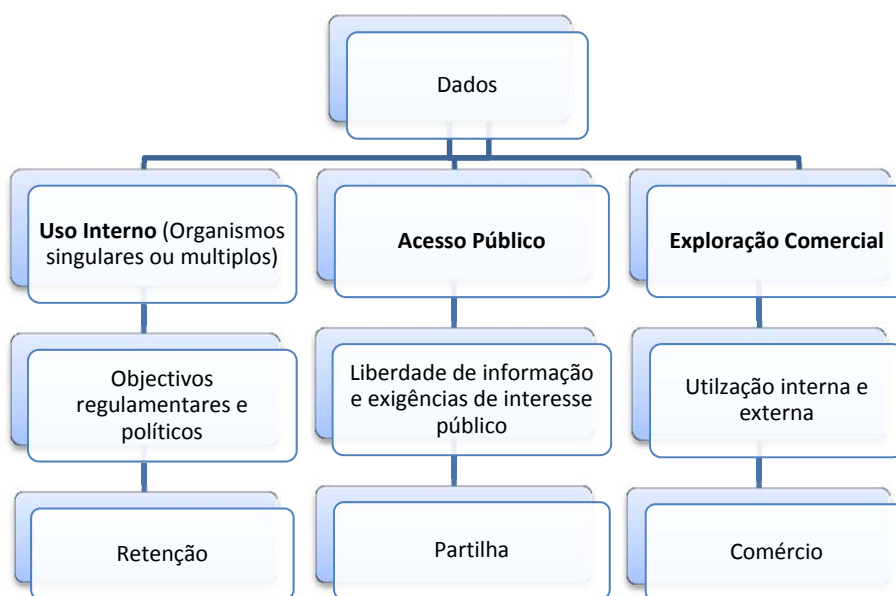 Dados
Uso Interno (Organismos
singulares ou multiplos)
Acesso Público
Exploração Comercial
Objectivos
regulamentares e
políticos
Liberdade de informação
e exigências de interesse
público
Utilzação interna e
externa
Retenção
Partilha
Comércio